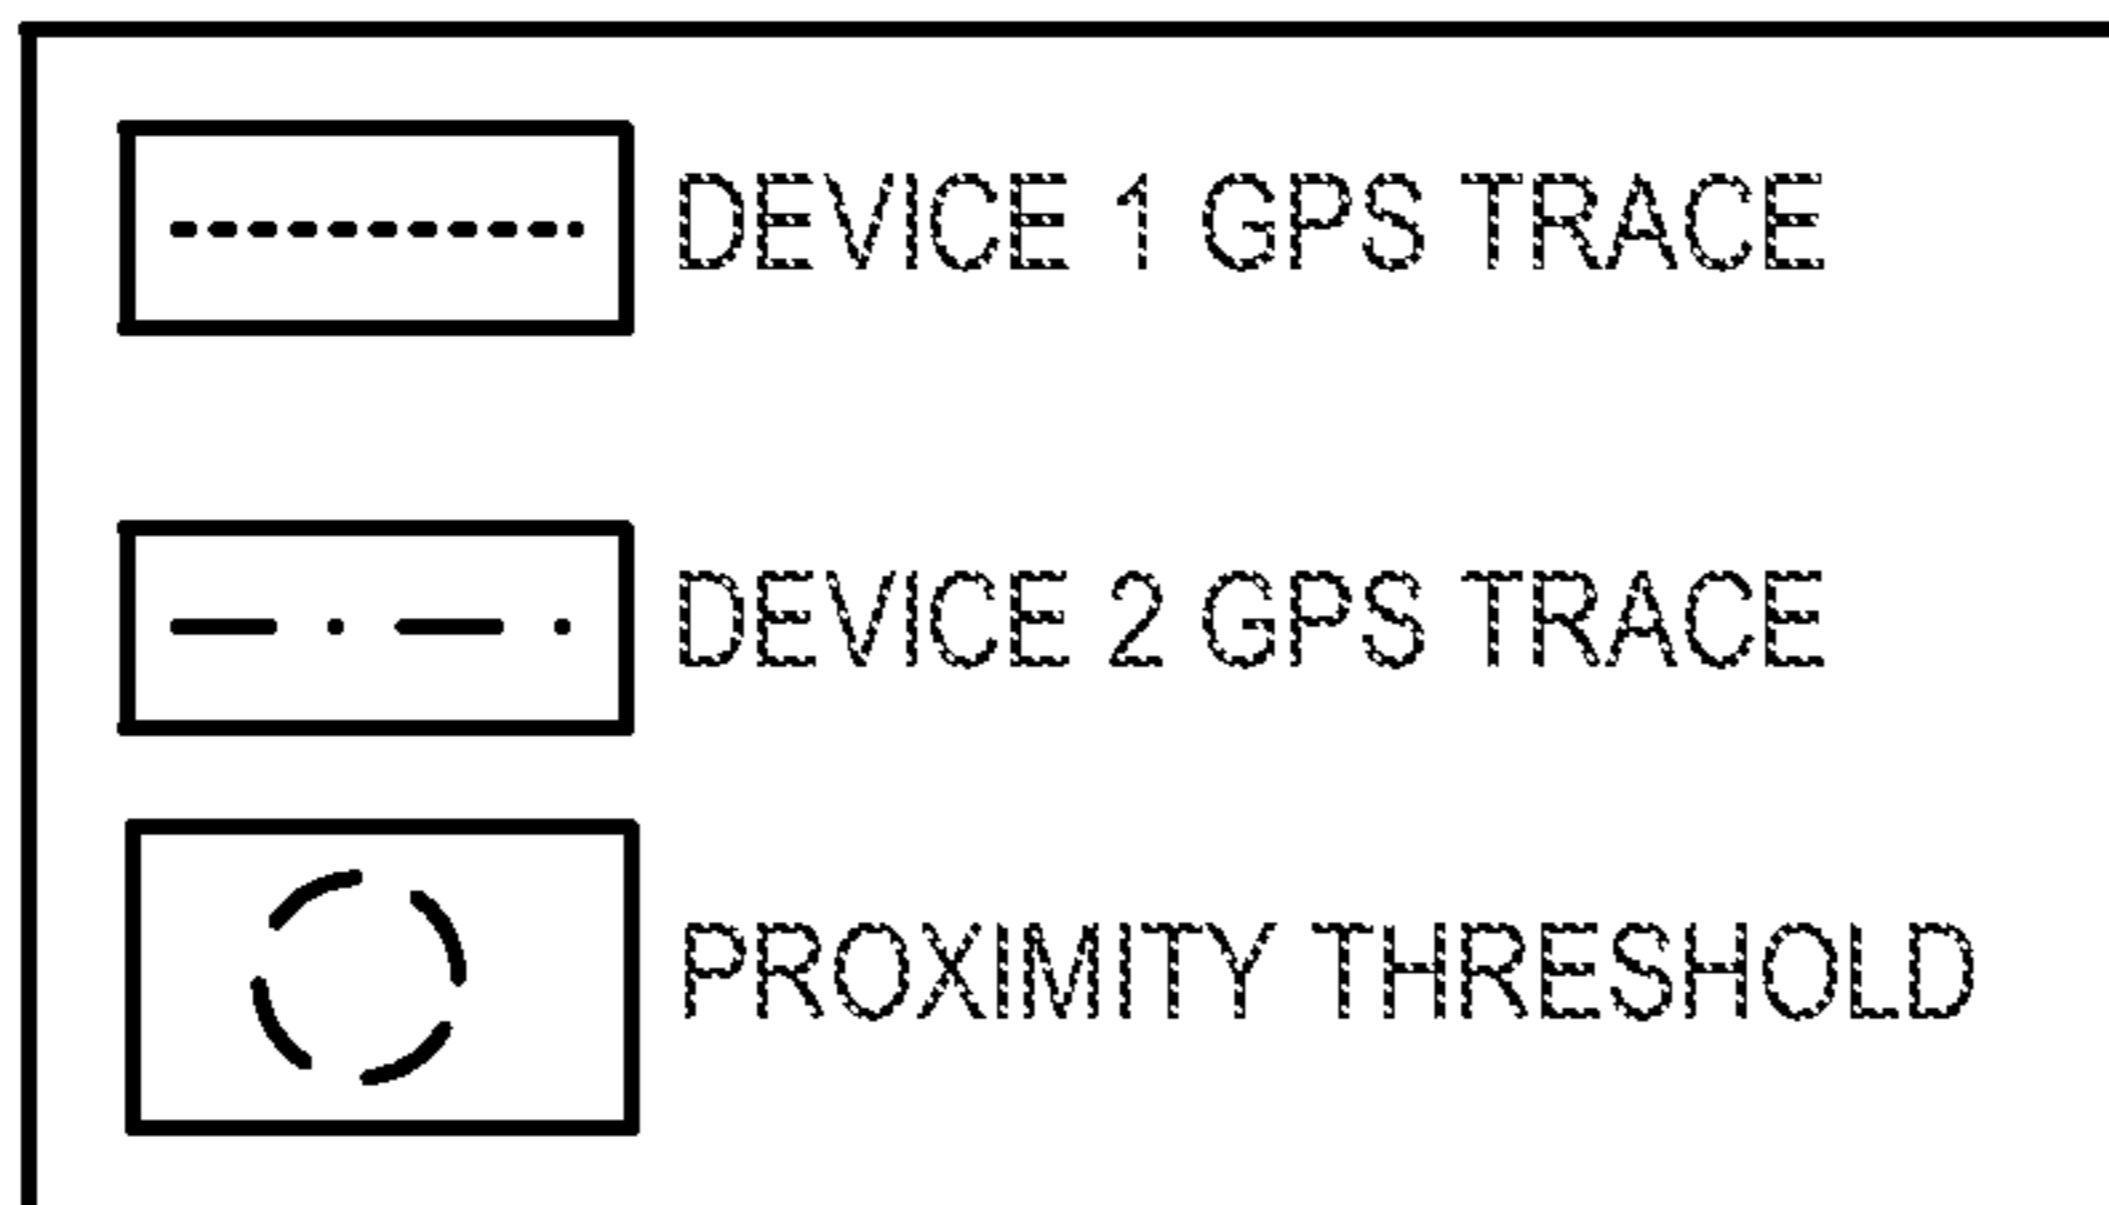 DEVICE 1 GPS TRACE
DEVICE 2 GPS TRACE
PROXIMITY THRESHOLD